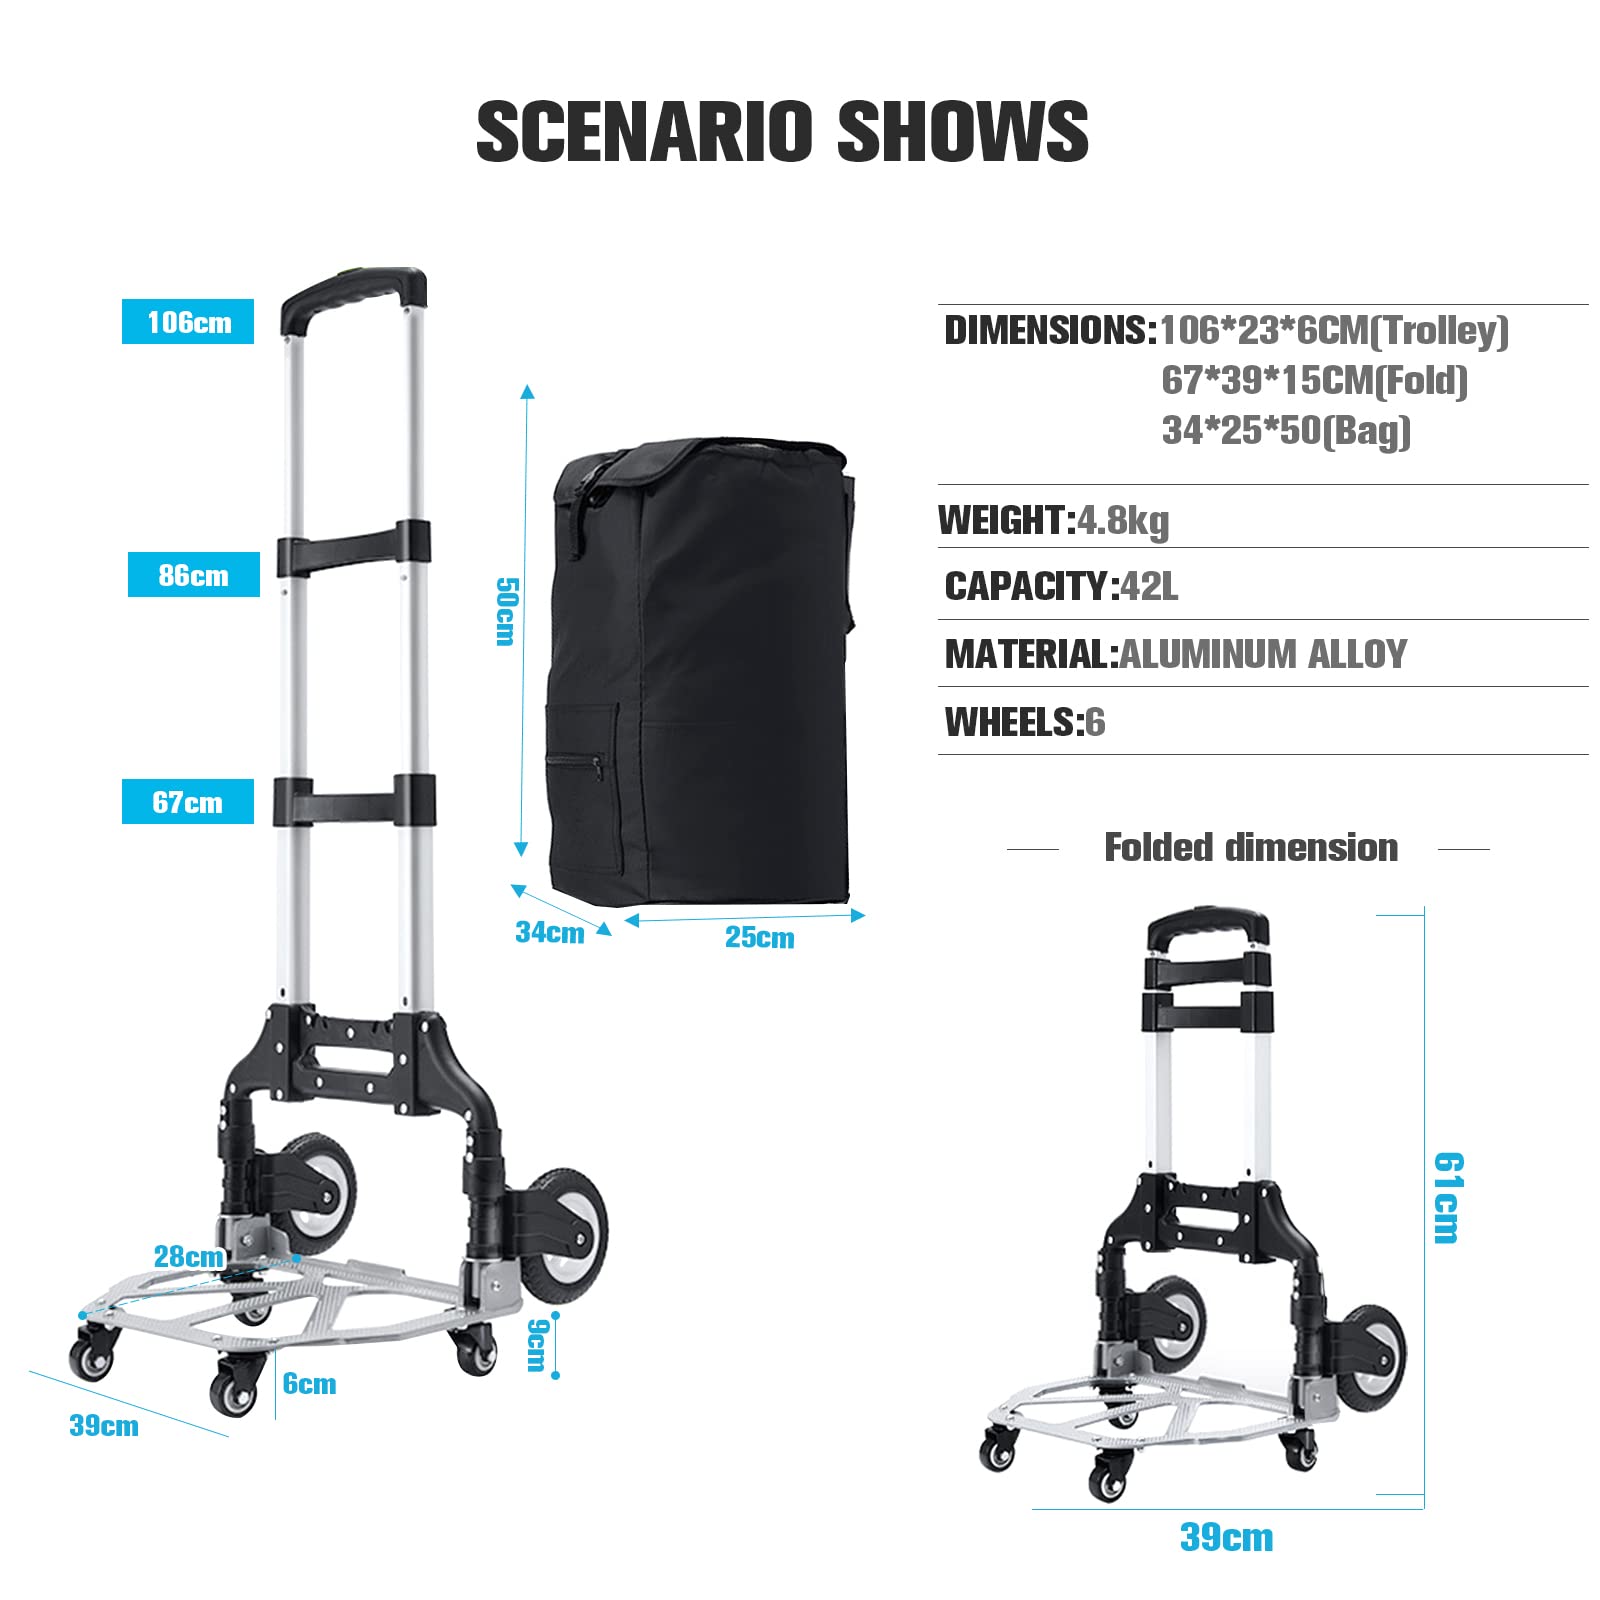 SCENARIO SHOWS
106cm
86cm
67cm
50cm
34cm
25cm
28cm
9cm
6cm
39cm
DIMENSIONS:106*23*6CM(Trolley)
67*39*15CM(Fold)
34*25*50(Bag)
WEIGHT:4.8kg
CAPACITY:42L
MATERIAL:ALUMINUM ALLOY
WHEELS:6
Folded dimension
61cm
39cm